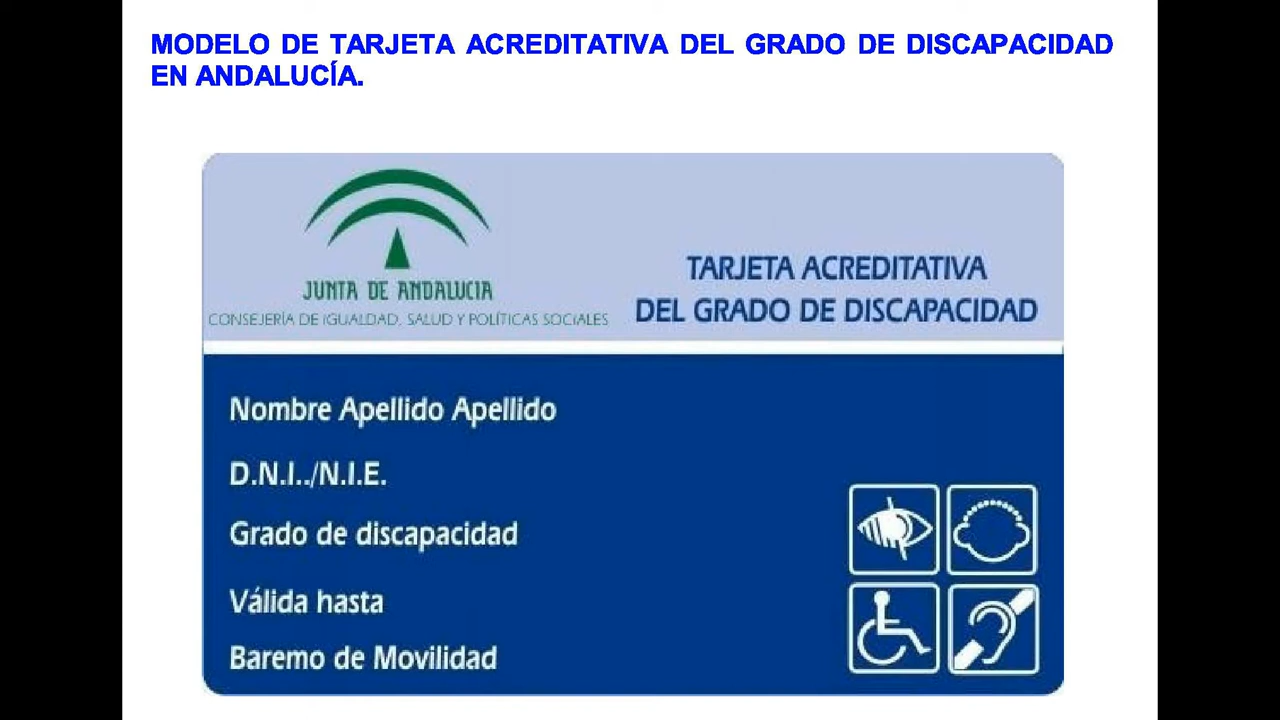 MODELO DE TARJETA ACREDITATIVA DEL GRADO DE DISCAPACIDAD
EN ANDALUCÍA.
JUNTA DE ANDALUCIA
CONSEJERÍA DE IGUALDAD, SALUD Y POLÍTICAS SOCIALES
TARJETA ACREDITATIVA
DEL GRADO DE DISCAPACIDAD
Nombre Apellido Apellido
D.N.I../N.I.E.
Grado de discapacidad
Válida hasta
Baremo de Movilidad